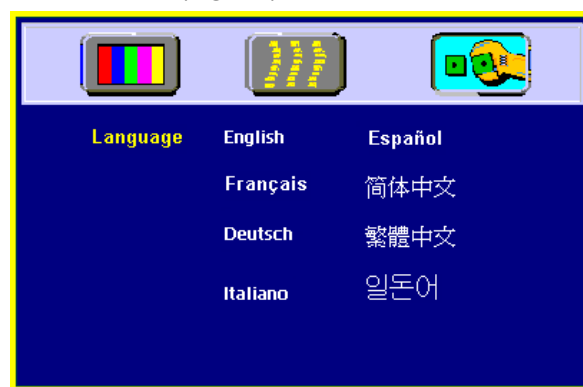 Language English Español
Français 简体中文
Deutsch 繁體中文
Italiano 일돈어